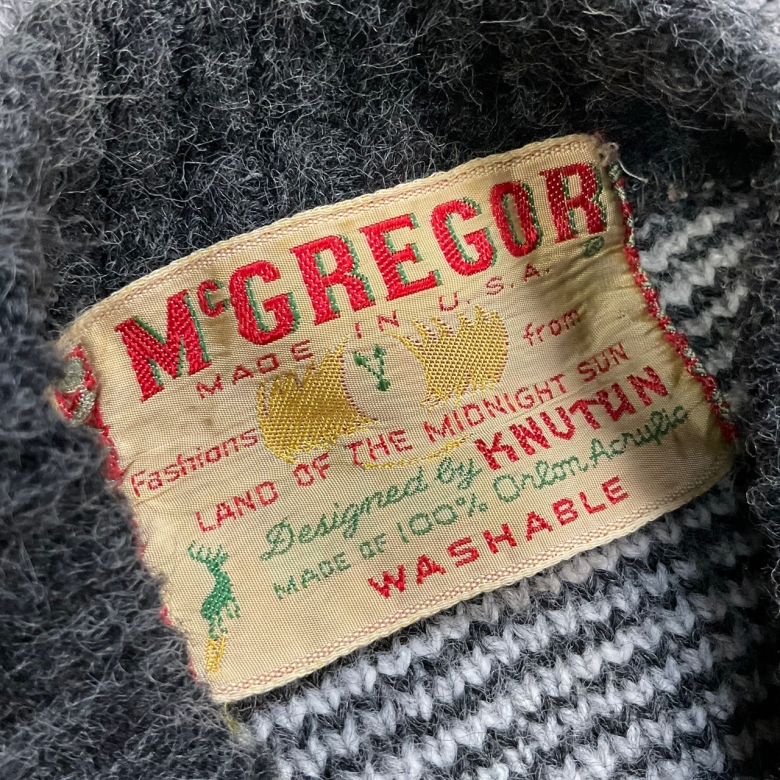 McGREGOR
®
MADE IN U.S.A.
Fashions from
LAND OF THE MIDNIGHT SUN
Designed by KNUTUN
MADE OF 100% Orlon Acrylic
WASHABLE